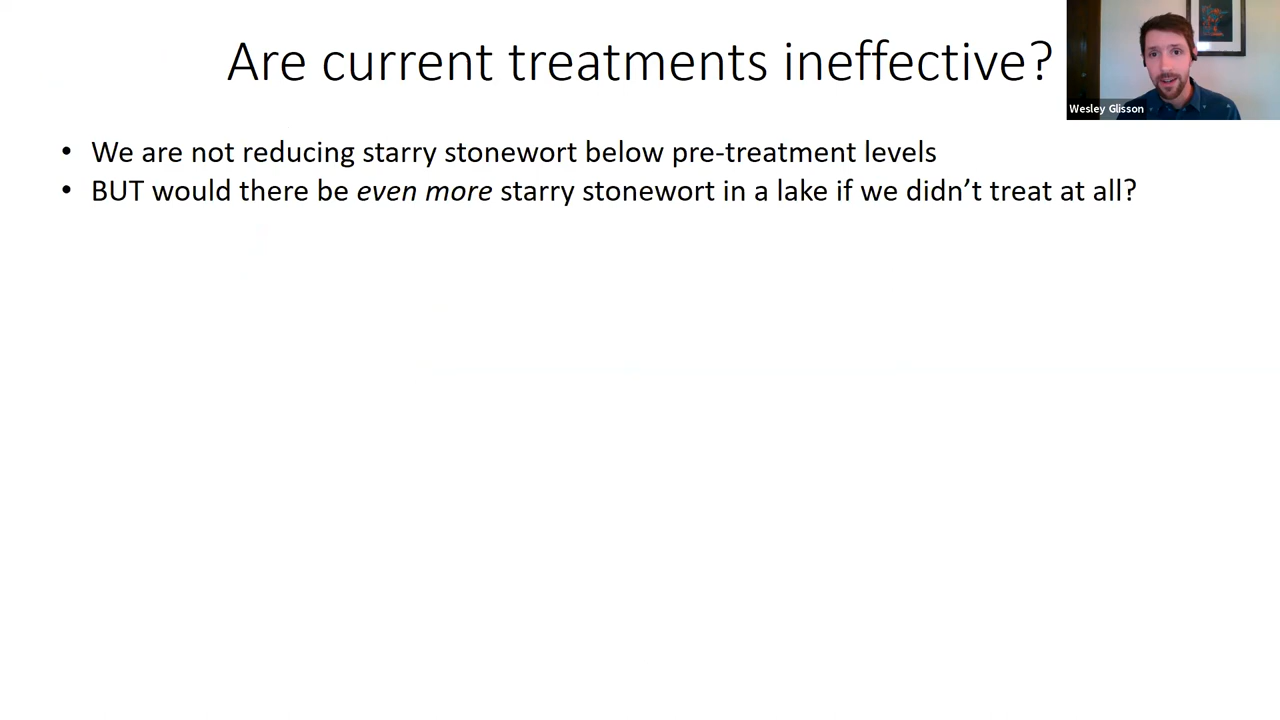 Are current treatments ineffective?
Wesley Glisson
• We are not reducing starry stonewort below pre-treatment levels
• BUT would there be even more starry stonewort in a lake if we didn’t treat at all?